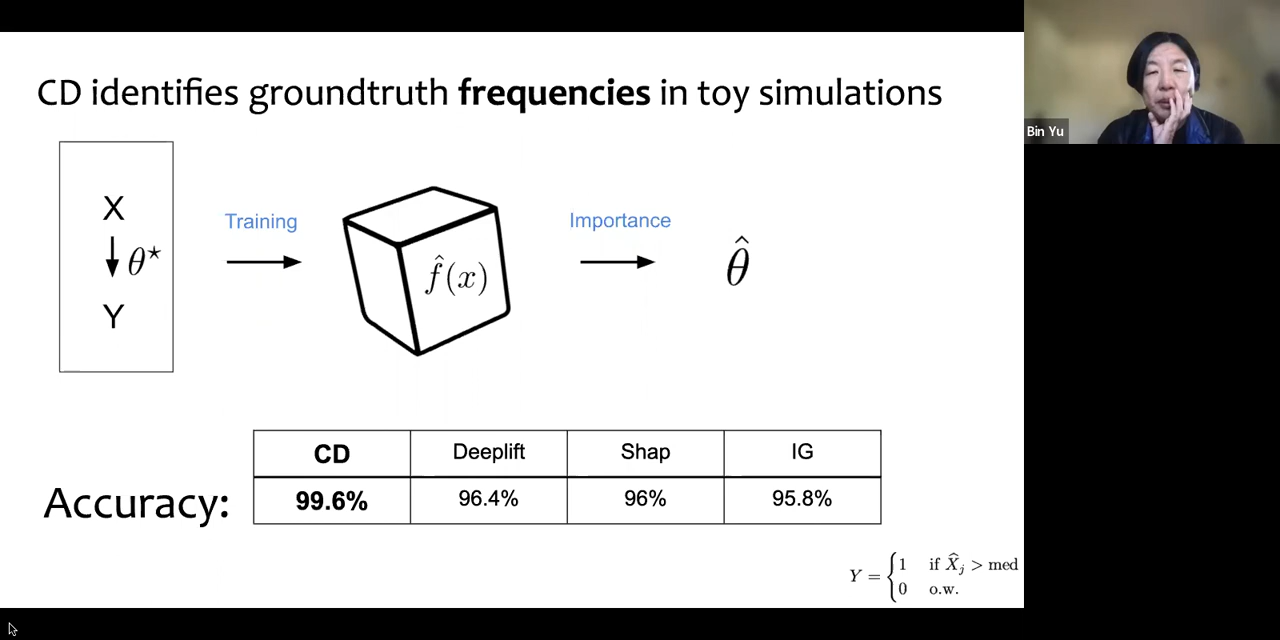 CD identifies groundtruth frequencies in toy simulations
X
θ⋆
Y
Training
f̂(x)
Importance
θ̂
CD Deeplift Shap IG
Accuracy: 99.6% 96.4% 96% 95.8%
Y = { 1 if X̂ⱼ > med
0 o.w.
Bin Yu